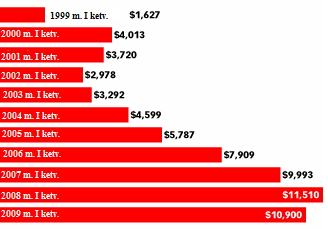 1999 m. I ketv. $1,627
2000 m. I ketv. $4,013
2001 m. I ketv. $3,720
2002 m. I ketv. $2,978
2003 m. I ketv. $3,292
2004 m. I ketv. $4,599
2005 m. I ketv. $5,787
2006 m. I ketv. $7,909
2007 m. I ketv. $9,993
2008 m. I ketv. $11,510
2009 m. I ketv. $10,900